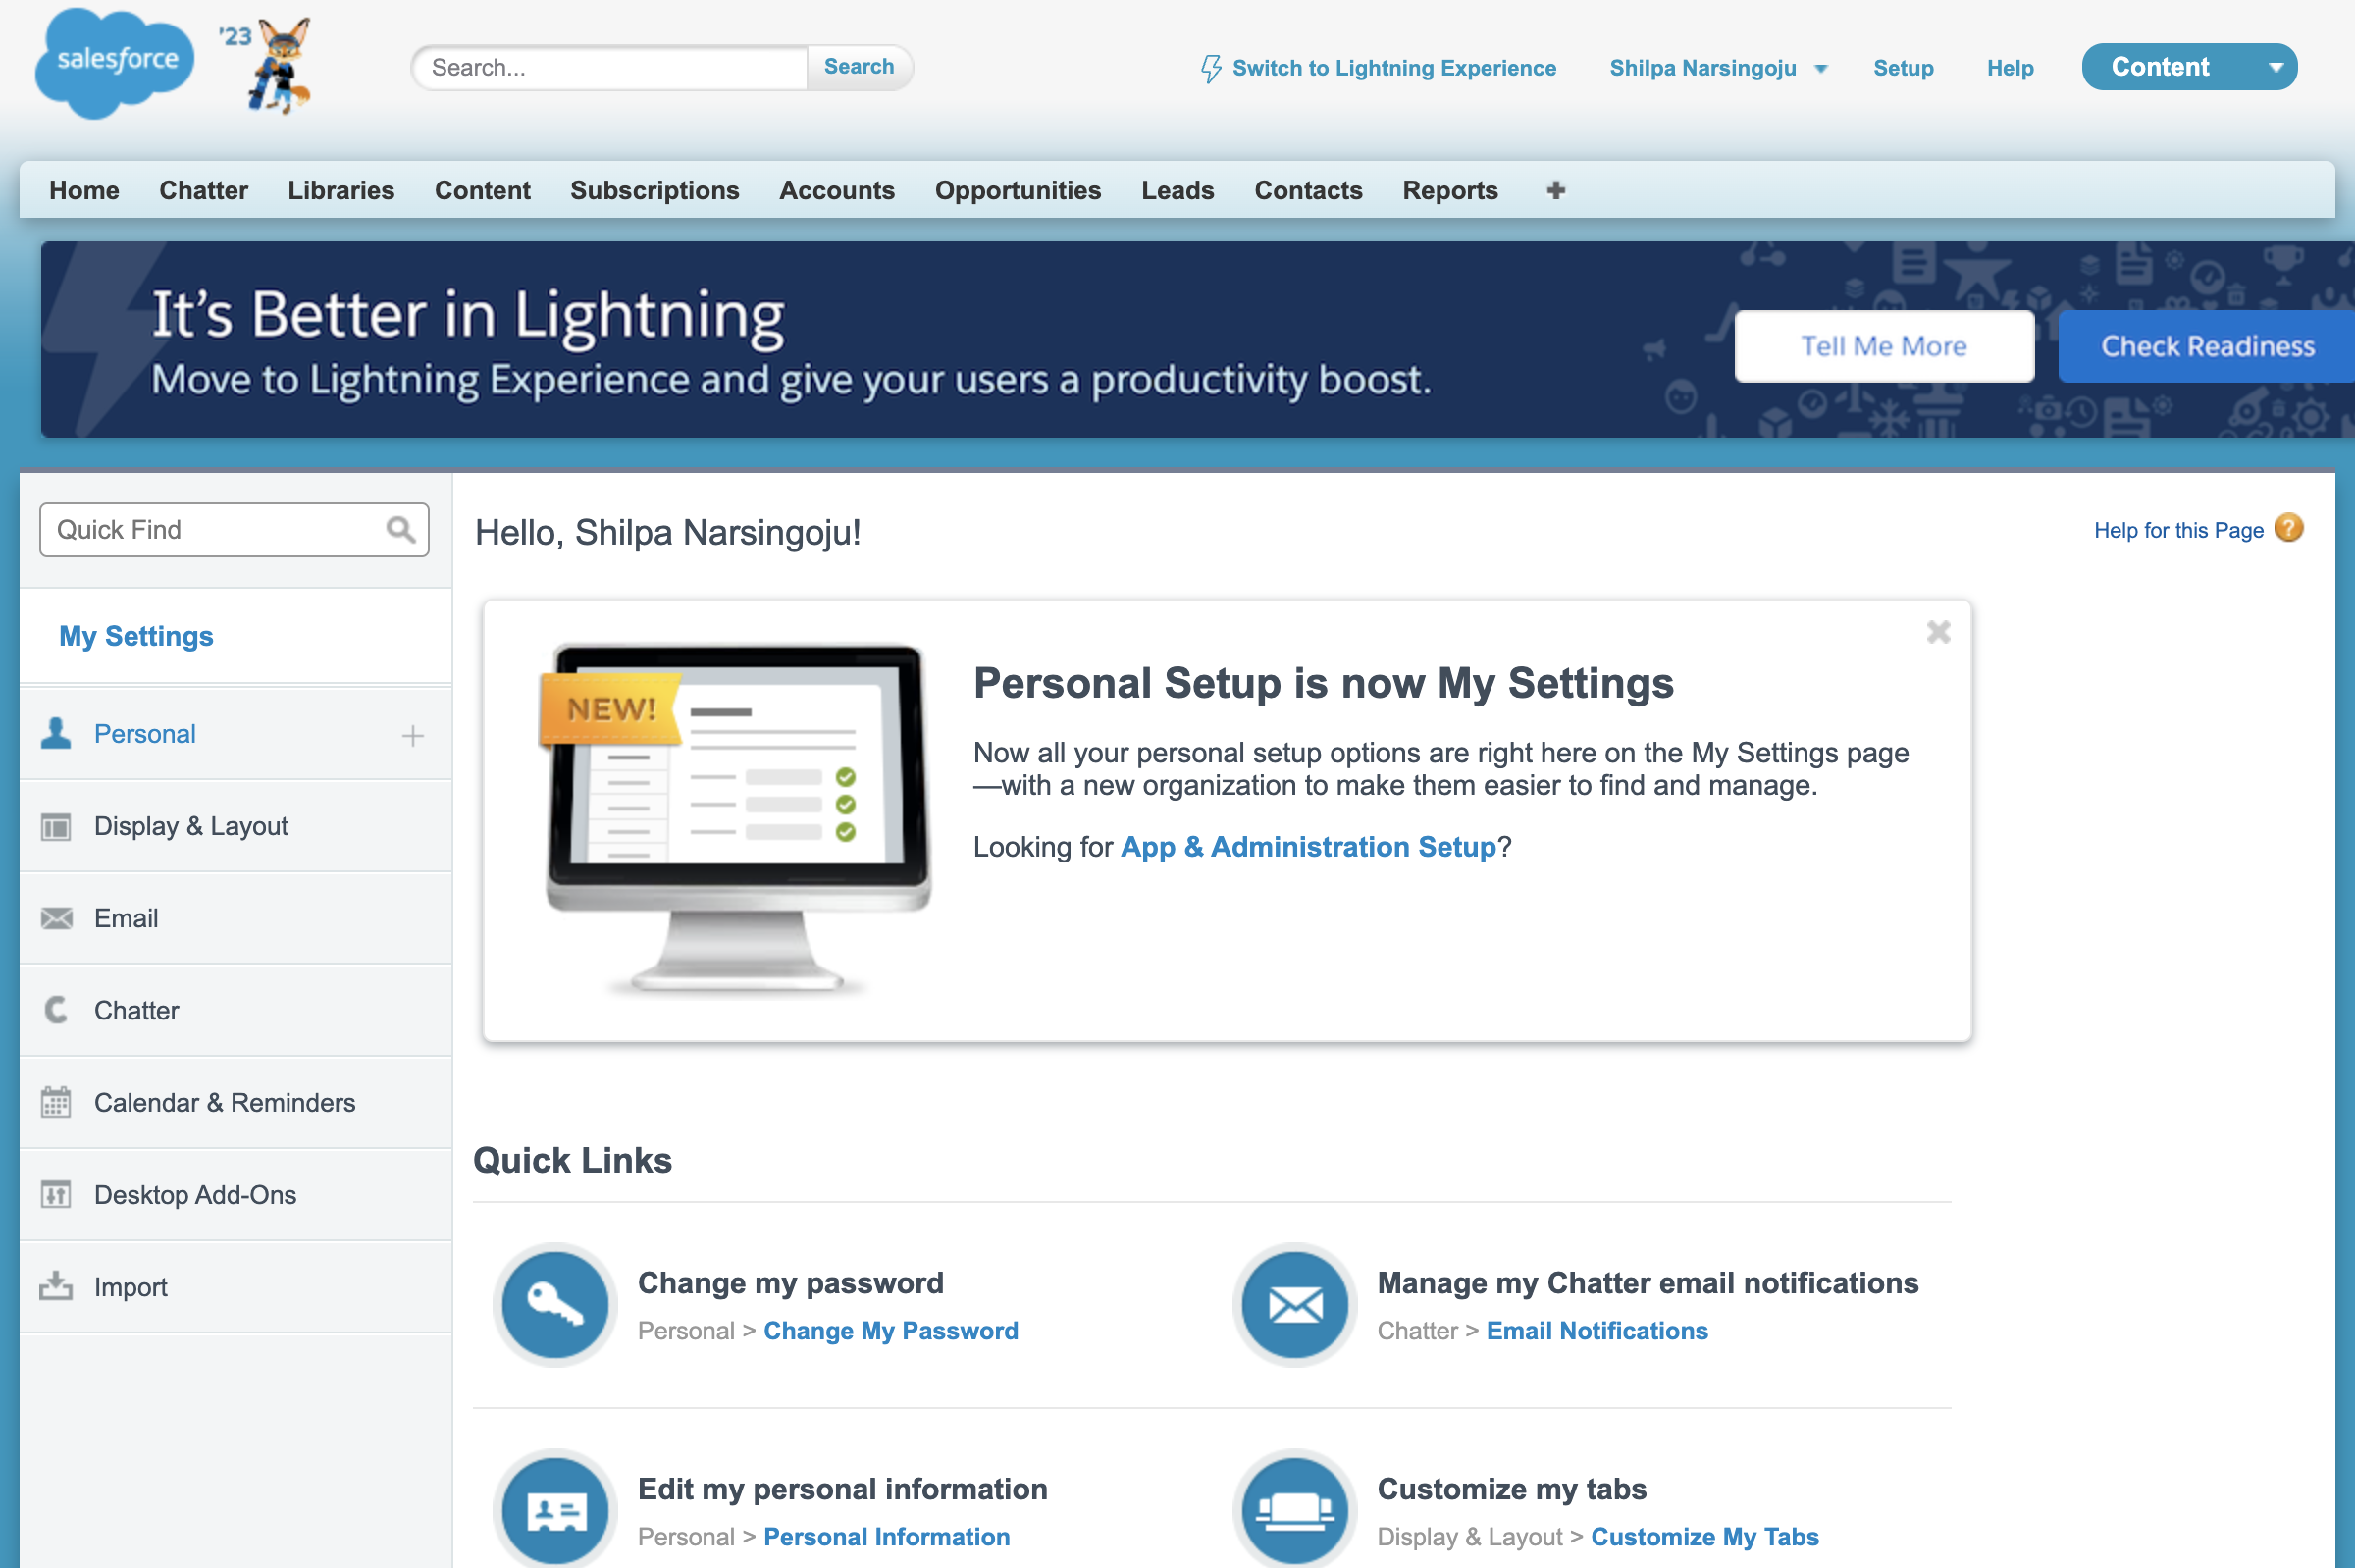 salesforce
'23
Search...
Search
Switch to Lightning Experience
Shilpa Narsingoju
Setup
Help
Content
Home Chatter Libraries Content Subscriptions Accounts Opportunities Leads Contacts Reports
It's Better in Lightning
Move to Lightning Experience and give your users a productivity boost.
Tell Me More
Check Readiness
Quick Find
My Settings
Personal
Display & Layout
Email
Chatter
Calendar & Reminders
Desktop Add-Ons
Import
Hello, Shilpa Narsingoju!
Help for this Page
?
NEW!
Personal Setup is now My Settings
Now all your personal setup options are right here on the My Settings page
—with a new organization to make them easier to find and manage.
Looking for App & Administration Setup?
Quick Links
Change my password
Personal > Change My Password
Manage my Chatter email notifications
Chatter > Email Notifications
Edit my personal information
Personal > Personal Information
Customize my tabs
Display & Layout > Customize My Tabs